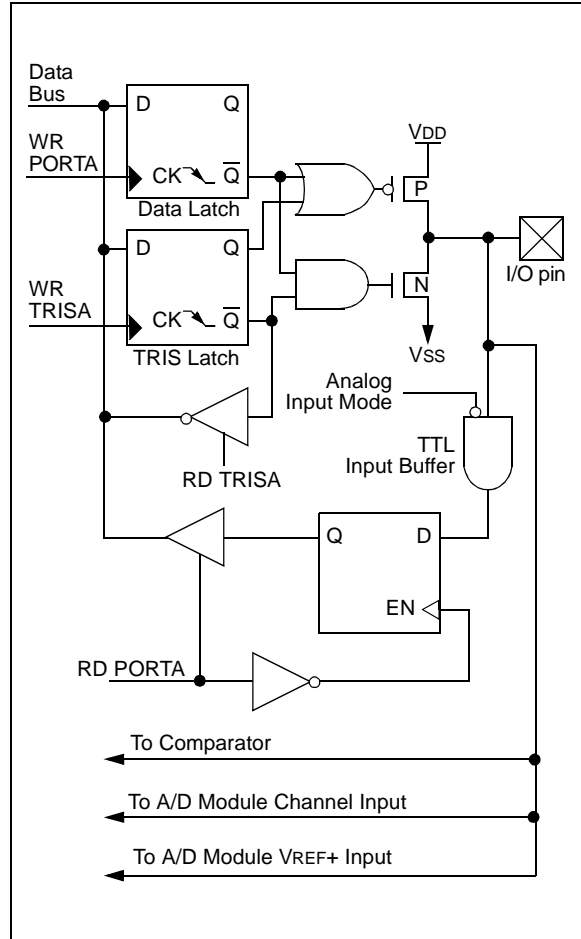 Data
Bus
D Q
VDD
WR
PORTA
CK Q
P
Data Latch
D Q
I/O pin
WR
TRISA
N
CK Q
VSS
TRIS Latch
Analog
Input Mode
TTL
Input Buffer
RD TRISA
Q D
EN
RD PORTA
To Comparator
To A/D Module Channel Input
To A/D Module VREF+ Input